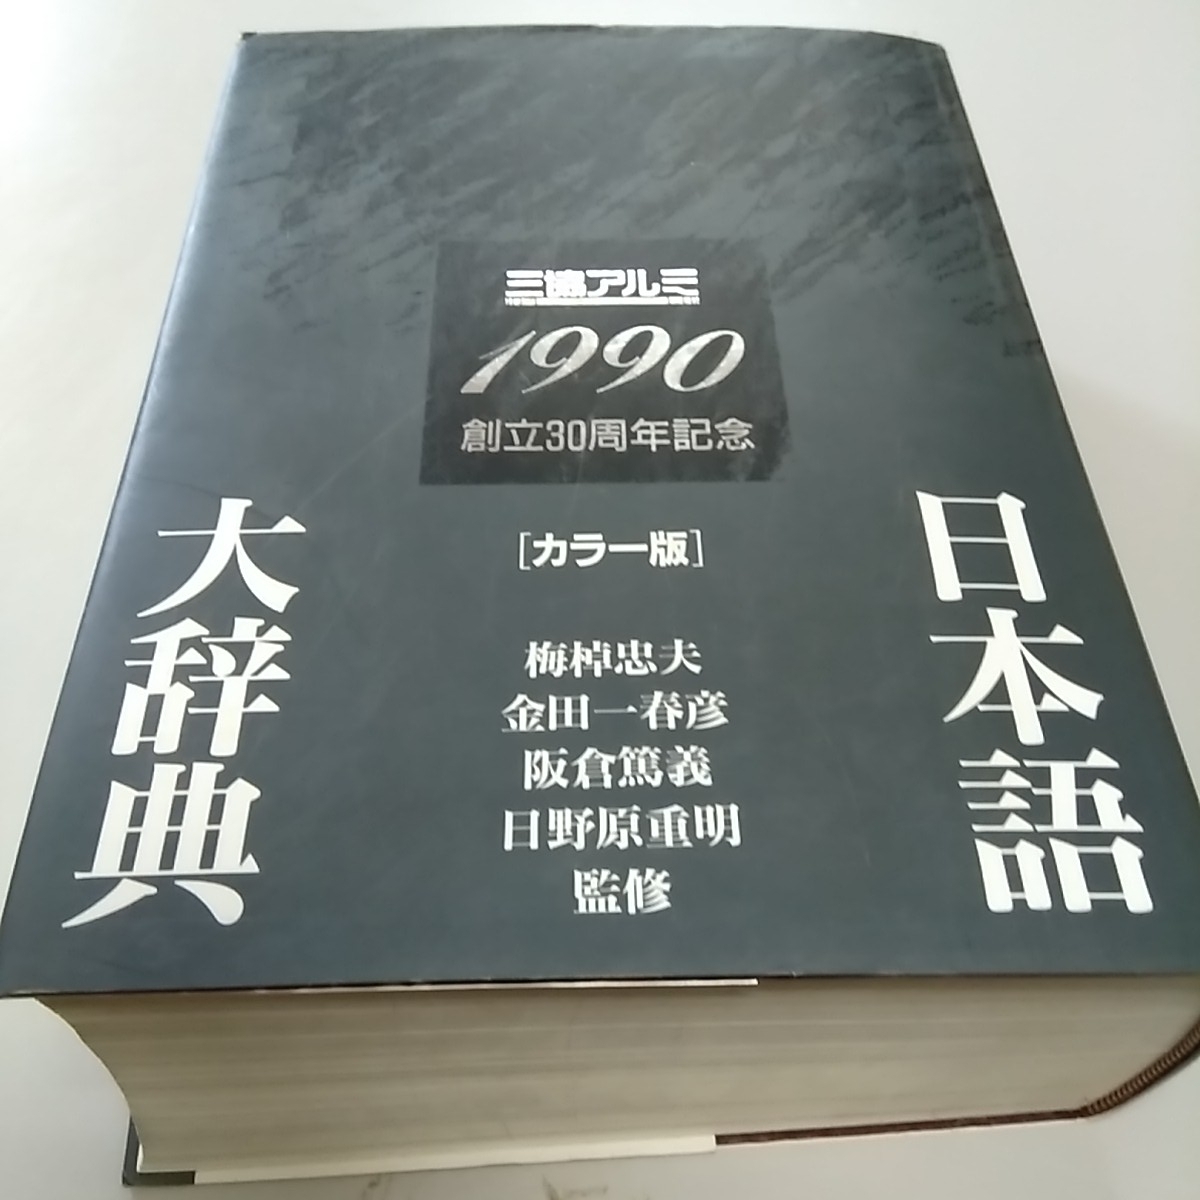 三協アルミ
1990
創立30周年記念
日本語
大辞典
[カラー版]
梅棹忠夫
金田一春彦
阪倉篤義
日野原重明
監修